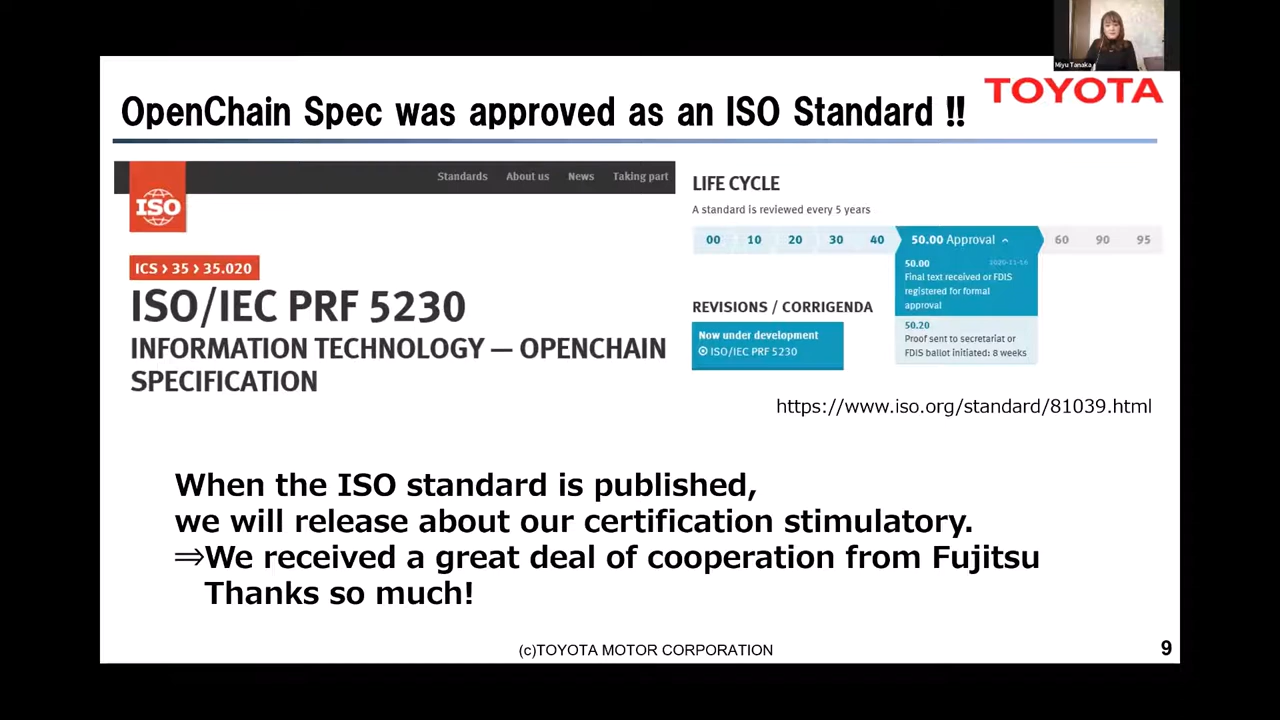 Miyu Tanaka
TOYOTA
OpenChain Spec was approved as an ISO Standard !!
Standards About us News Taking part
ISO
ICS > 35 > 35.020
ISO/IEC PRF 5230
INFORMATION TECHNOLOGY — OPENCHAIN
SPECIFICATION
LIFE CYCLE
A standard is reviewed every 5 years
00 10 20 30 40 50.00 Approval 60 90 95
50.00 2020-11-16
Final text received or FDIS
registered for formal
approval
50.20
Proof sent to secretariat or
FDIS ballot initiated: 8 weeks
REVISIONS / CORRIGENDA
Now under development
ISO/IEC PRF 5230
https://www.iso.org/standard/81039.html
When the ISO standard is published,
we will release about our certification stimulatory.
⇒We received a great deal of cooperation from Fujitsu
Thanks so much!
(c)TOYOTA MOTOR CORPORATION
9